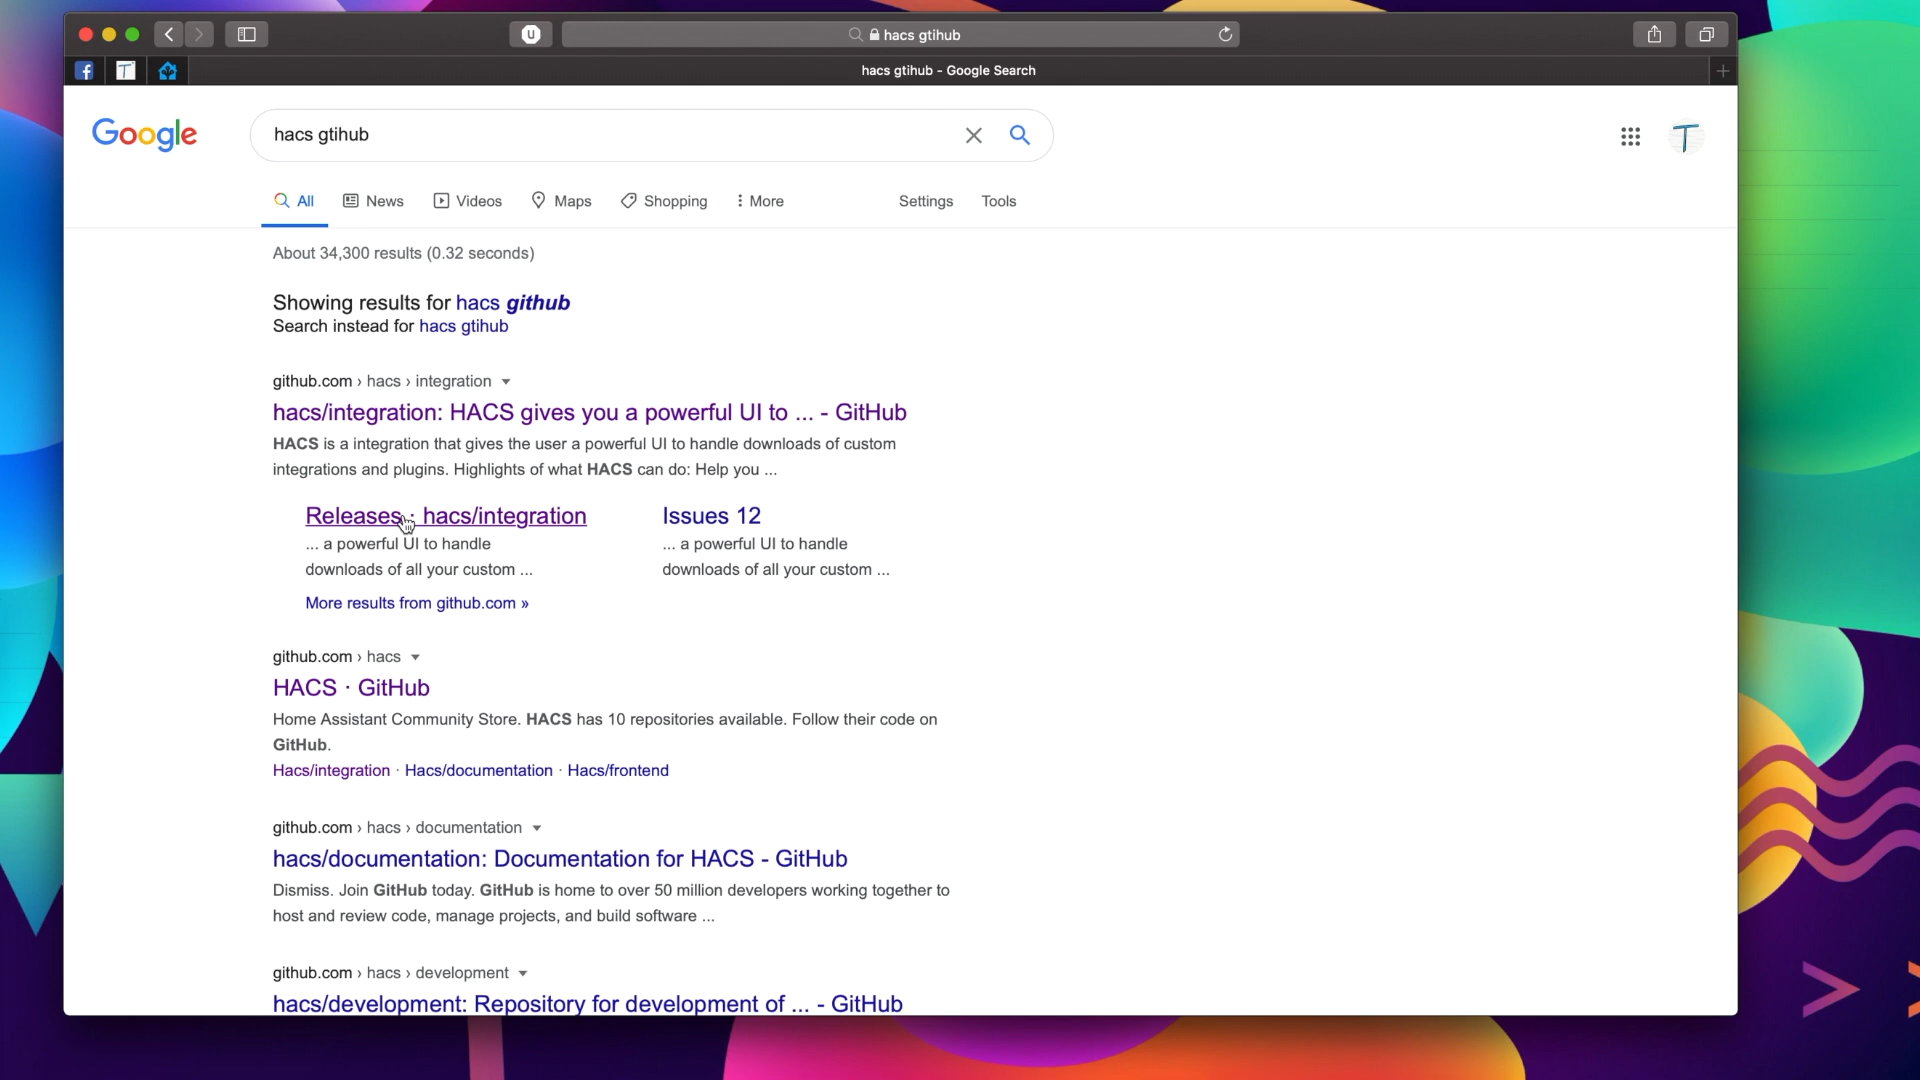 hacs gtihub
hacs gtihub - Google Search
Google
hacs gtihub
All News Videos Maps Shopping More Settings Tools
About 34,300 results (0.32 seconds)
Showing results for hacs github
Search instead for hacs gtihub
github.com › hacs › integration
hacs/integration: HACS gives you a powerful UI to ... - GitHub
HACS is a integration that gives the user a powerful UI to handle downloads of custom
integrations and plugins. Highlights of what HACS can do: Help you ...
Releases · hacs/integration
... a powerful UI to handle
downloads of all your custom ...
Issues 12
... a powerful UI to handle
downloads of all your custom ...
More results from github.com »
github.com › hacs
HACS · GitHub
Home Assistant Community Store. HACS has 10 repositories available. Follow their code on
GitHub.
Hacs/integration · Hacs/documentation · Hacs/frontend
github.com › hacs › documentation
hacs/documentation: Documentation for HACS - GitHub
Dismiss. Join GitHub today. GitHub is home to over 50 million developers working together to
host and review code, manage projects, and build software ...
github.com › hacs › development
hacs/development: Repository for development of ... - GitHub